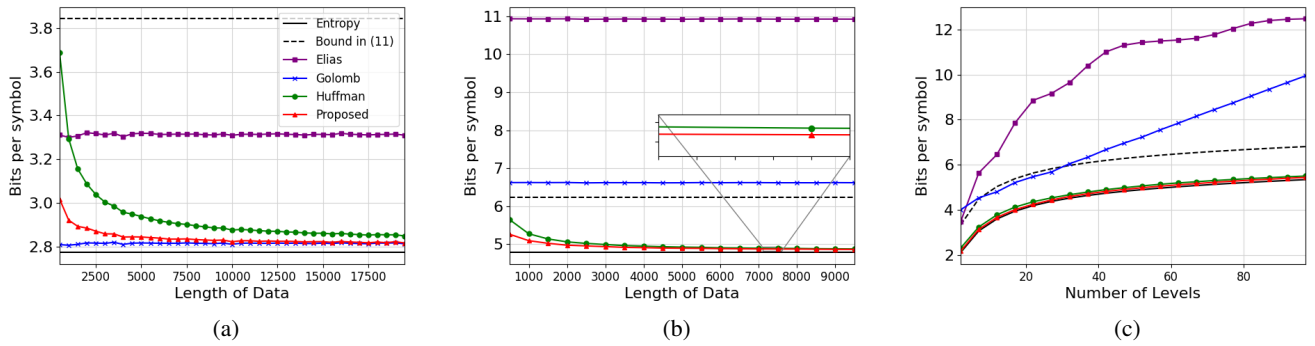 3.8
3.6
3.4
3.2
3.0
2.8
Bits per symbol
Entropy
Bound in (11)
Elias
Golomb
Huffman
Proposed
2500 5000 7500 10000 12500 15000 17500
Length of Data
(a)
11
10
9
8
7
6
5
Bits per symbol
1000 2000 3000 4000 5000 6000 7000 8000 9000
Length of Data
(b)
12
10
8
6
4
2
Bits per symbol
20 40 60 80
Number of Levels
(c)